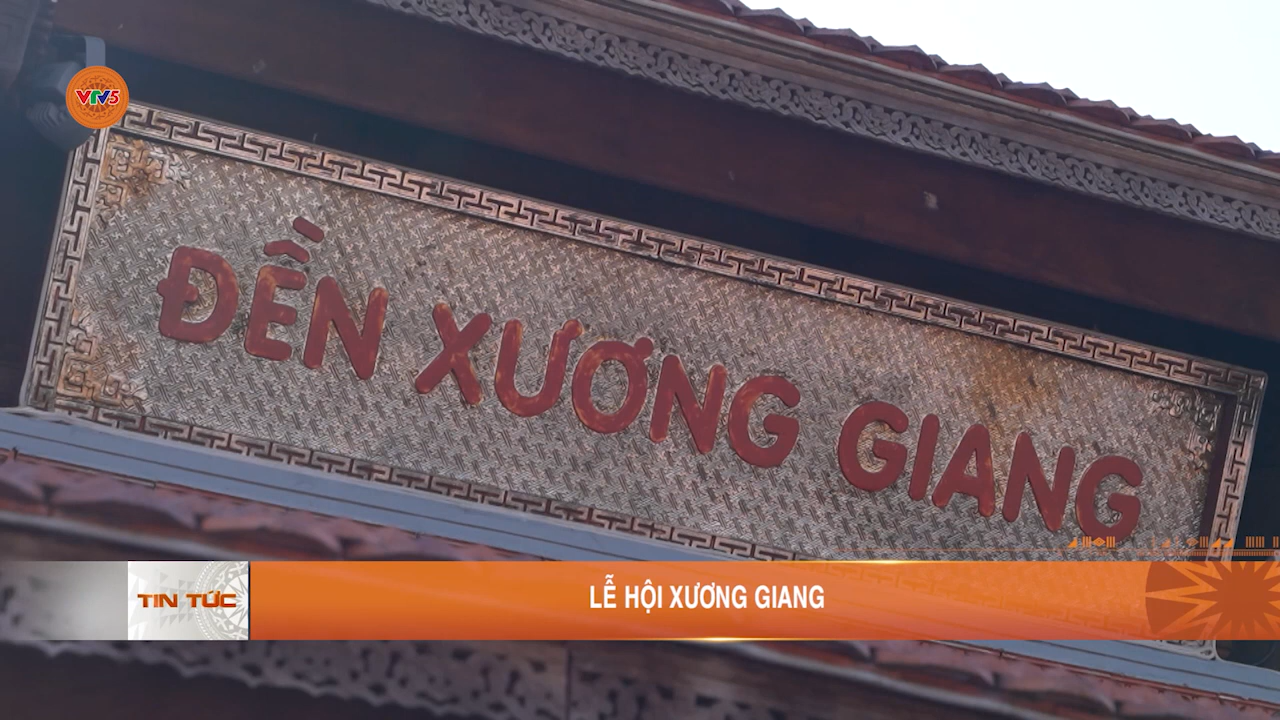 VTV5
ĐỀN XƯƠNG GIANG
TIN TỨC
LỄ HỘI XƯƠNG GIANG